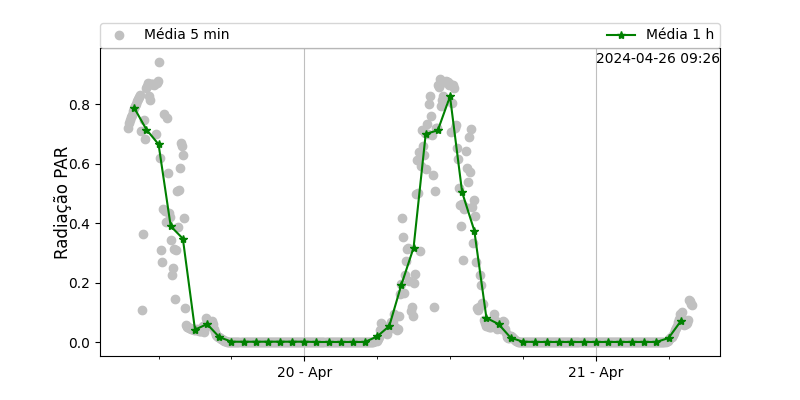 Média 5 min
Média 1 h
2024-04-26 09:26
Radiação PAR
0.8
0.6
0.4
0.2
0.0
20 - Apr
21 - Apr